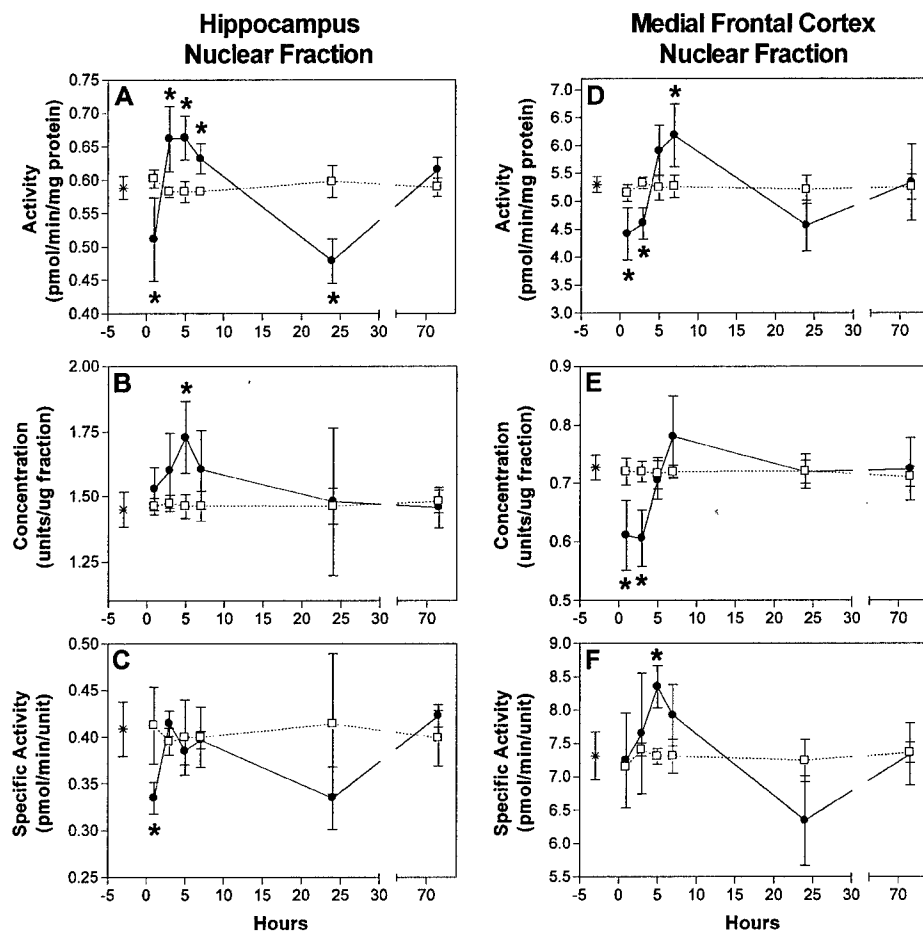 Hippocampus
Nuclear Fraction
Medial Frontal Cortex
Nuclear Fraction
A
Activity
(pmol/min/mg protein)
0.75
0.70
0.65
0.60
0.55
0.50
0.45
0.40
* * * * *
-5 0 5 10 15 20 25 30 70
D
Activity
(pmol/min/mg protein)
7.0
6.5
6.0
5.5
5.0
4.5
4.0
3.5
3.0
* * *
-5 0 5 10 15 20 25 30 70
B
Concentration
(units/ug fraction)
2.00
1.75
1.50
1.25
*
-5 0 5 10 15 20 25 30 70
E
Concentration
(units/ug fraction)
0.9
0.8
0.7
0.6
0.5
* *
-5 0 5 10 15 20 25 30 70
C
Specific Activity
(pmol/min/unit)
0.50
0.45
0.40
0.35
0.30
0.25
*
-5 0 5 10 15 20 25 30 70
Hours
F
Specific Activity
(pmol/min/unit)
9.0
8.5
8.0
7.5
7.0
6.5
6.0
5.5
*
-5 0 5 10 15 20 25 30 70
Hours